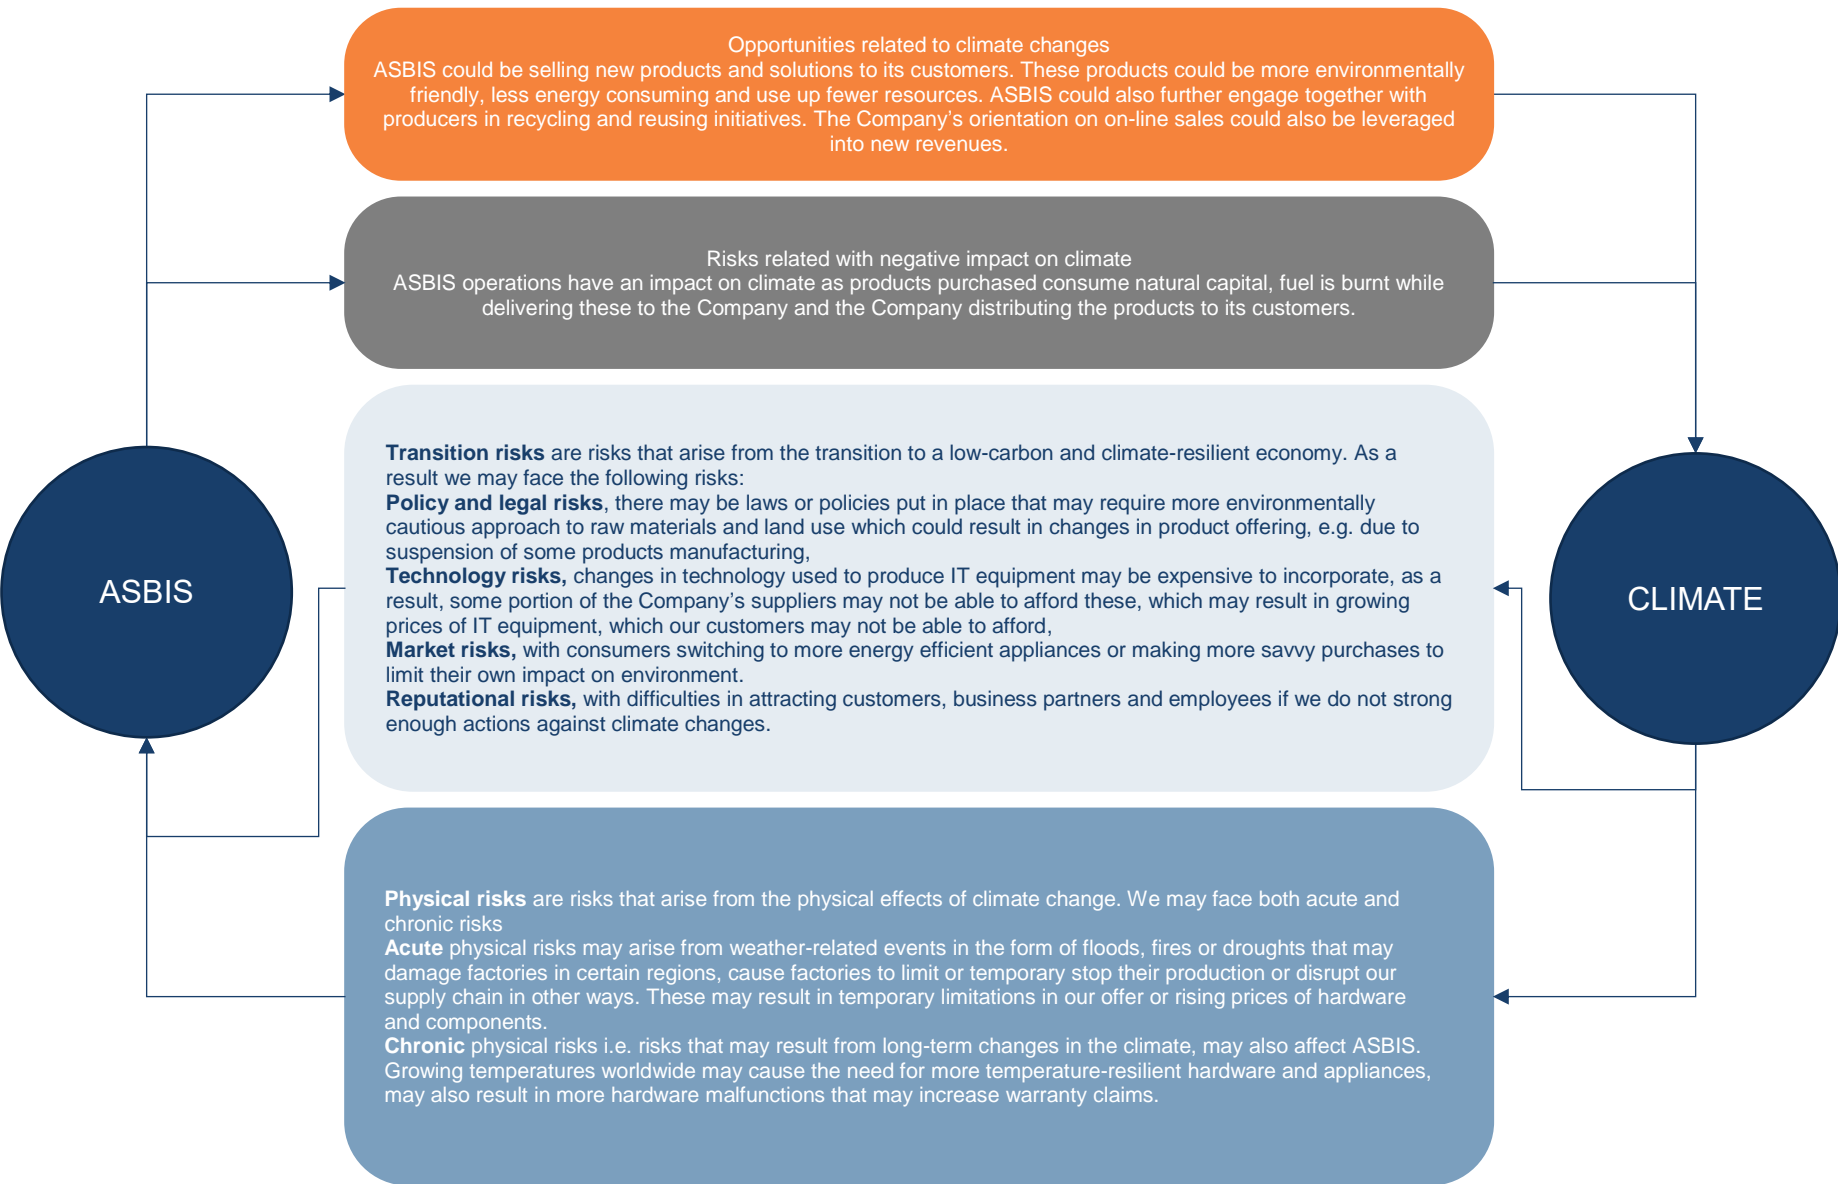 Opportunities related to climate changes
ASBIS could be selling new products and solutions to its customers. These products could be more environmentally
friendly, less energy consuming and use up fewer resources. ASBIS could also further engage together with
producers in recycling and reusing initiatives. The Company's orientation on on-line sales could also be leveraged
into new revenues.
Risks related with negative impact on climate
ASBIS operations have an impact on climate as products purchased consume natural capital, fuel is burnt while
delivering these to the Company and the Company distributing the products to its customers.
ASBIS
Transition risks are risks that arise from the transition to a low-carbon and climate-resilient economy. As a
result we may face the following risks:
Policy and legal risks, there may be laws or policies put in place that may require more environmentally
cautious approach to raw materials and land use which could result in changes in product offering, e.g. due to
suspension of some products manufacturing,
Technology risks, changes in technology used to produce IT equipment may be expensive to incorporate, as a
result, some portion of the Company's suppliers may not be able to afford these, which may result in growing
prices of IT equipment, which our customers may not be able to afford,
Market risks, with consumers switching to more energy efficient appliances or making more savvy purchases to
limit their own impact on environment.
Reputational risks, with difficulties in attracting customers, business partners and employees if we do not strong
enough actions against climate changes.
CLIMATE
Physical risks are risks that arise from the physical effects of climate change. We may face both acute and
chronic risks
Acute physical risks may arise from weather-related events in the form of floods, fires or droughts that may
damage factories in certain regions, cause factories to limit or temporary stop their production or disrupt our
supply chain in other ways. These may result in temporary limitations in our offer or rising prices of hardware
and components.
Chronic physical risks i.e. risks that may result from long-term changes in the climate, may also affect ASBIS.
Growing temperatures worldwide may cause the need for more temperature-resilient hardware and appliances,
may also result in more hardware malfunctions that may increase warranty claims.